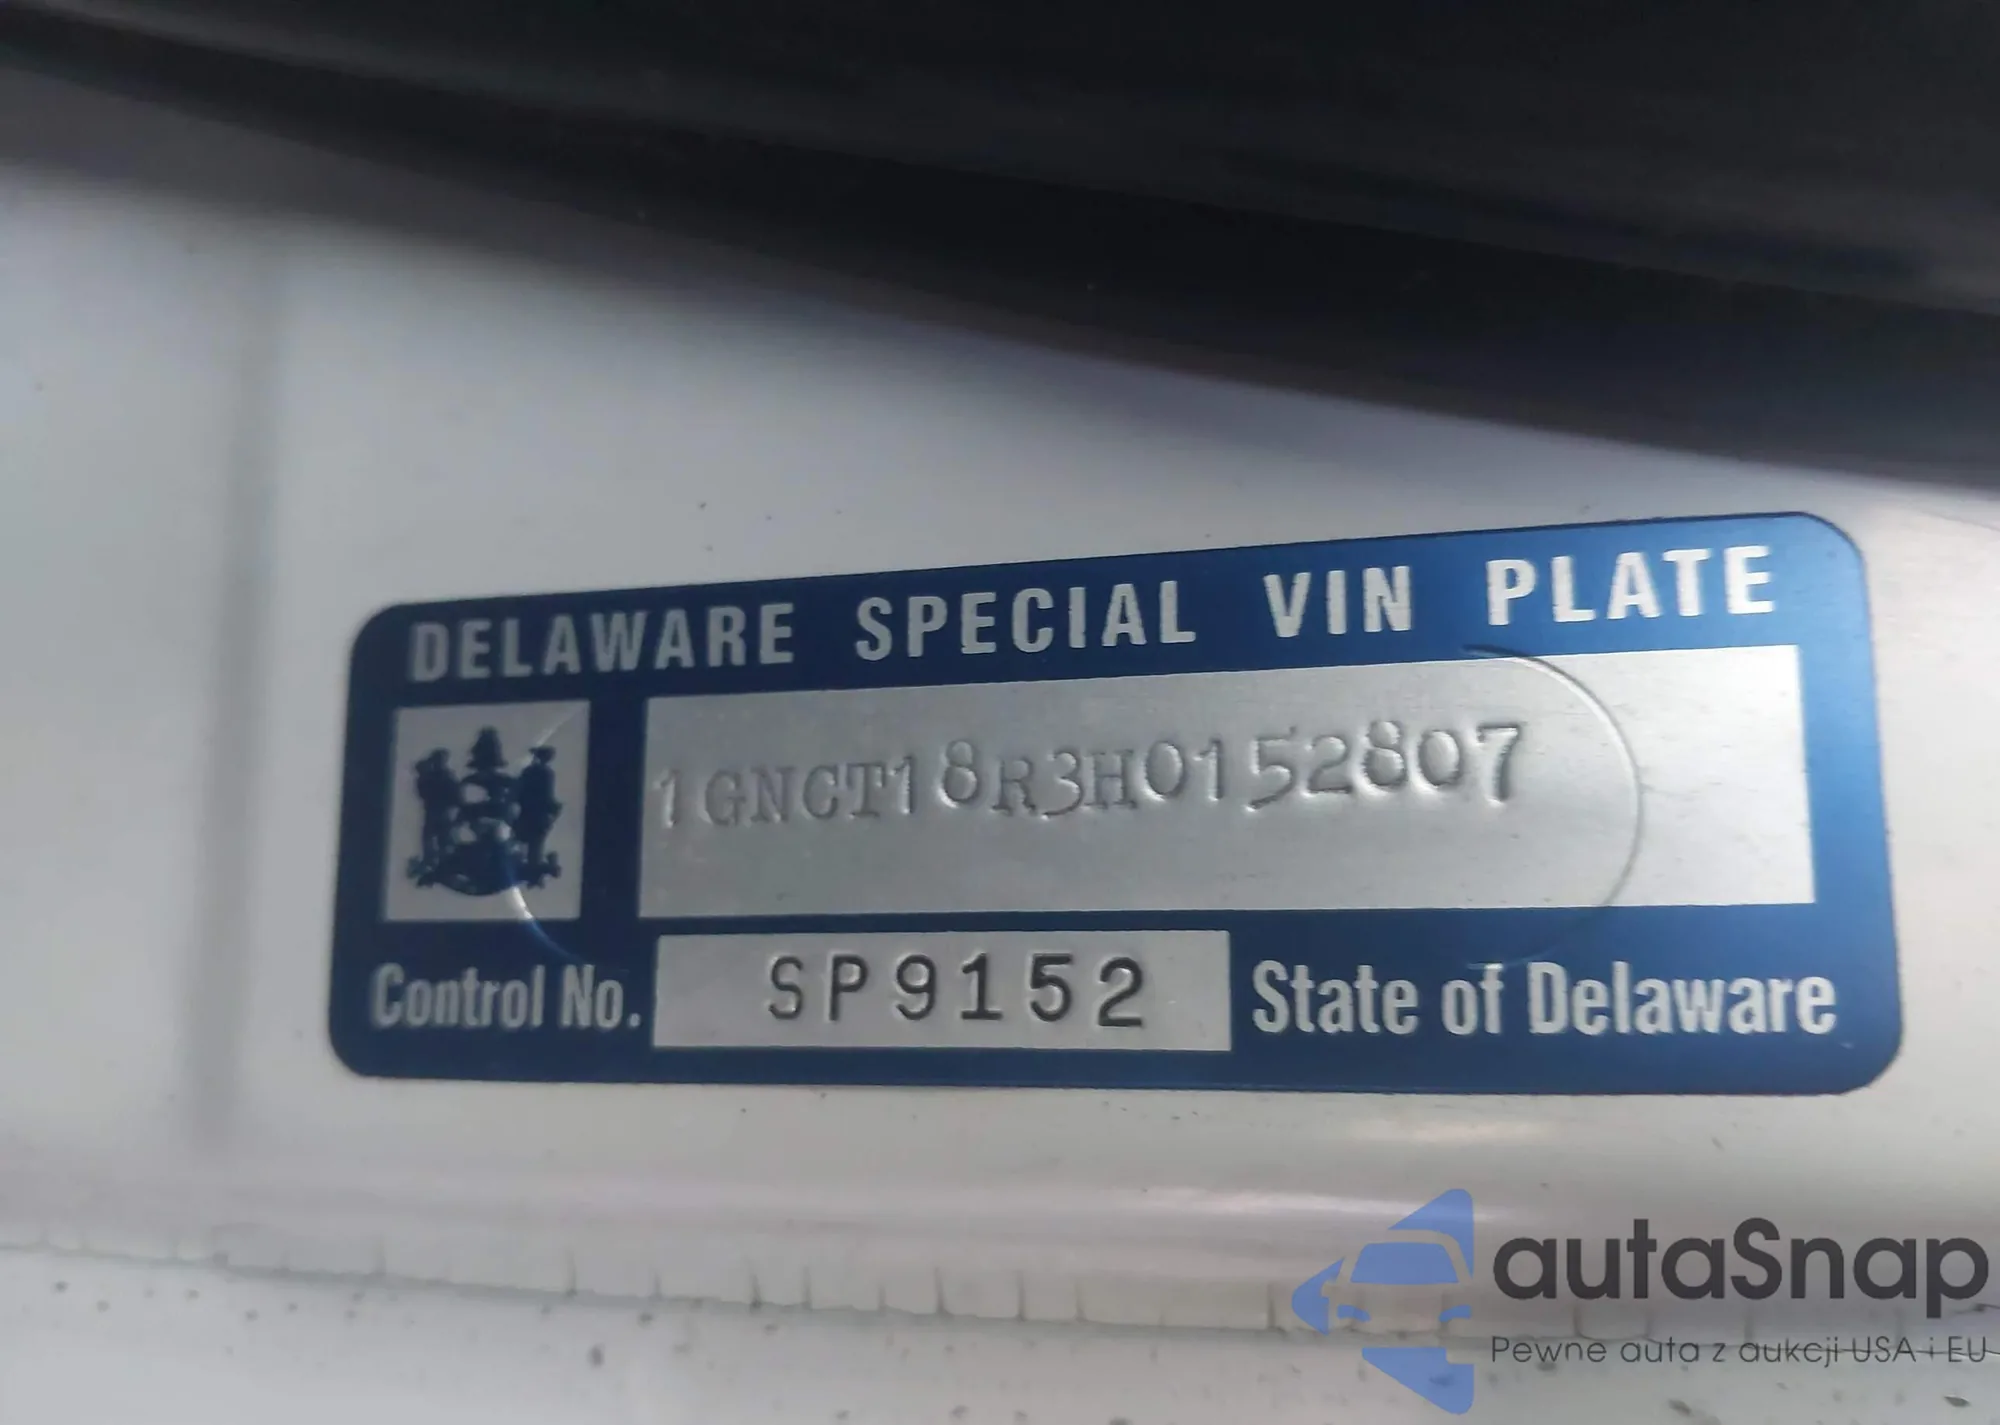 DELAWARE SPECIAL VIN PLATE
1GNCT18R3H0152807
Control No. SP9152 State of Delaware
autaSnap
Pewne auta z aukcji USA i EU